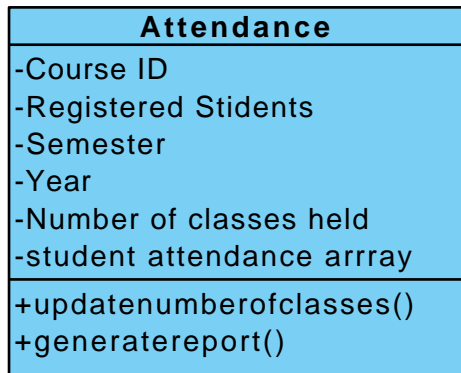 Attendance
-Course ID
-Registered Stidents
-Semester
-Year
-Number of classes held
-student attendance arrray
+updatenumberofclasses()
+generatereport()